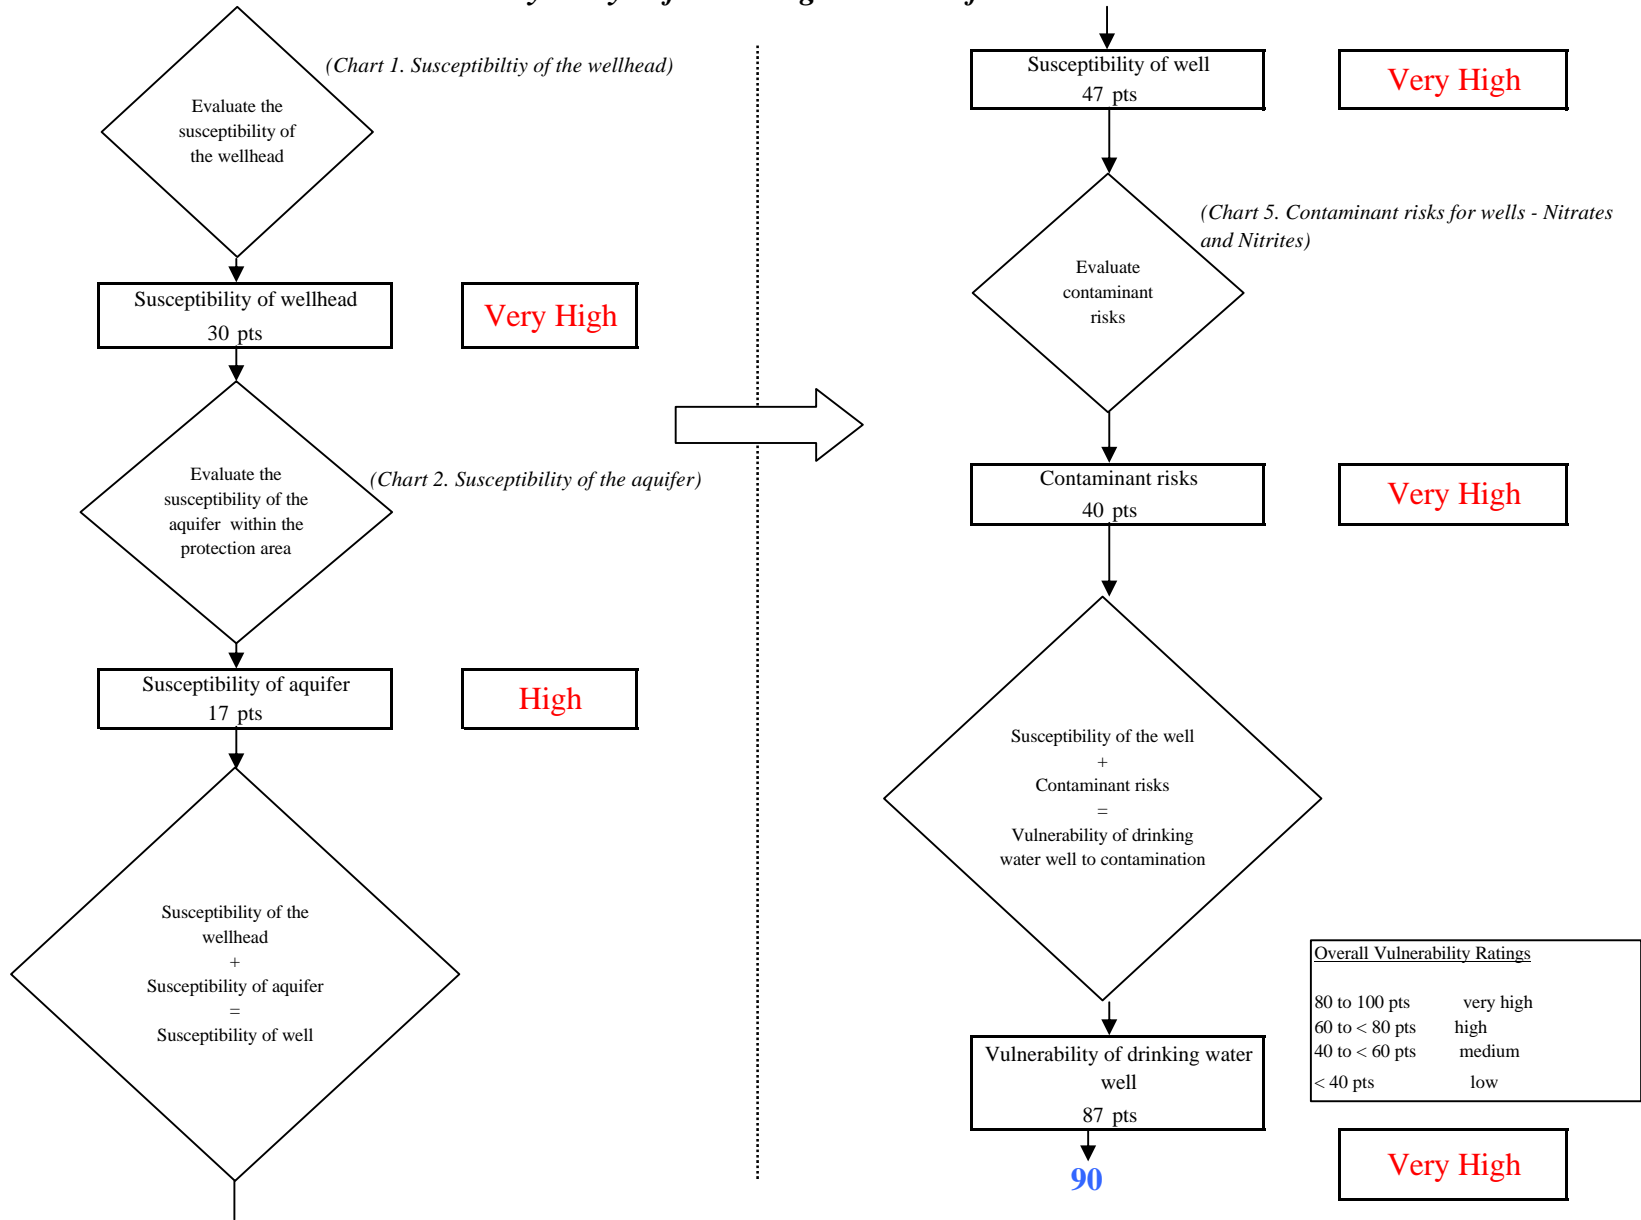 (Chart 1. Susceptibiltiy of the wellhead)
Evaluate the
susceptibility of
the wellhead
Susceptibility of wellhead
30 pts
Very High
Evaluate the
susceptibility of the
aquifer within the
protection area
(Chart 2. Susceptibility of the aquifer)
Susceptibility of aquifer
17 pts
High
Susceptibility of the
wellhead
+
Susceptibility of aquifer
=
Susceptibility of well
Susceptibility of well
47 pts
Very High
(Chart 5. Contaminant risks for wells - Nitrates
and Nitrites)
Evaluate
contaminant
risks
Contaminant risks
40 pts
Very High
Susceptibility of the well
+
Contaminant risks
=
Vulnerability of drinking
water well to contamination
Overall Vulnerability Ratings
80 to 100 pts very high
60 to < 80 pts high
40 to < 60 pts medium
< 40 pts low
Vulnerability of drinking water
well
87 pts
90
Very High